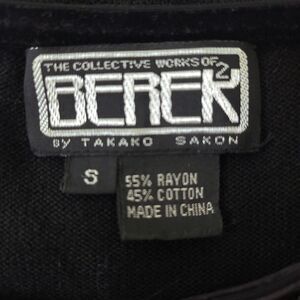 THE COLLECTIVE WORKS OF
BEREK 2
BY TAKAKO SAKON
S
55% RAYON
45% COTTON
MADE IN CHINA